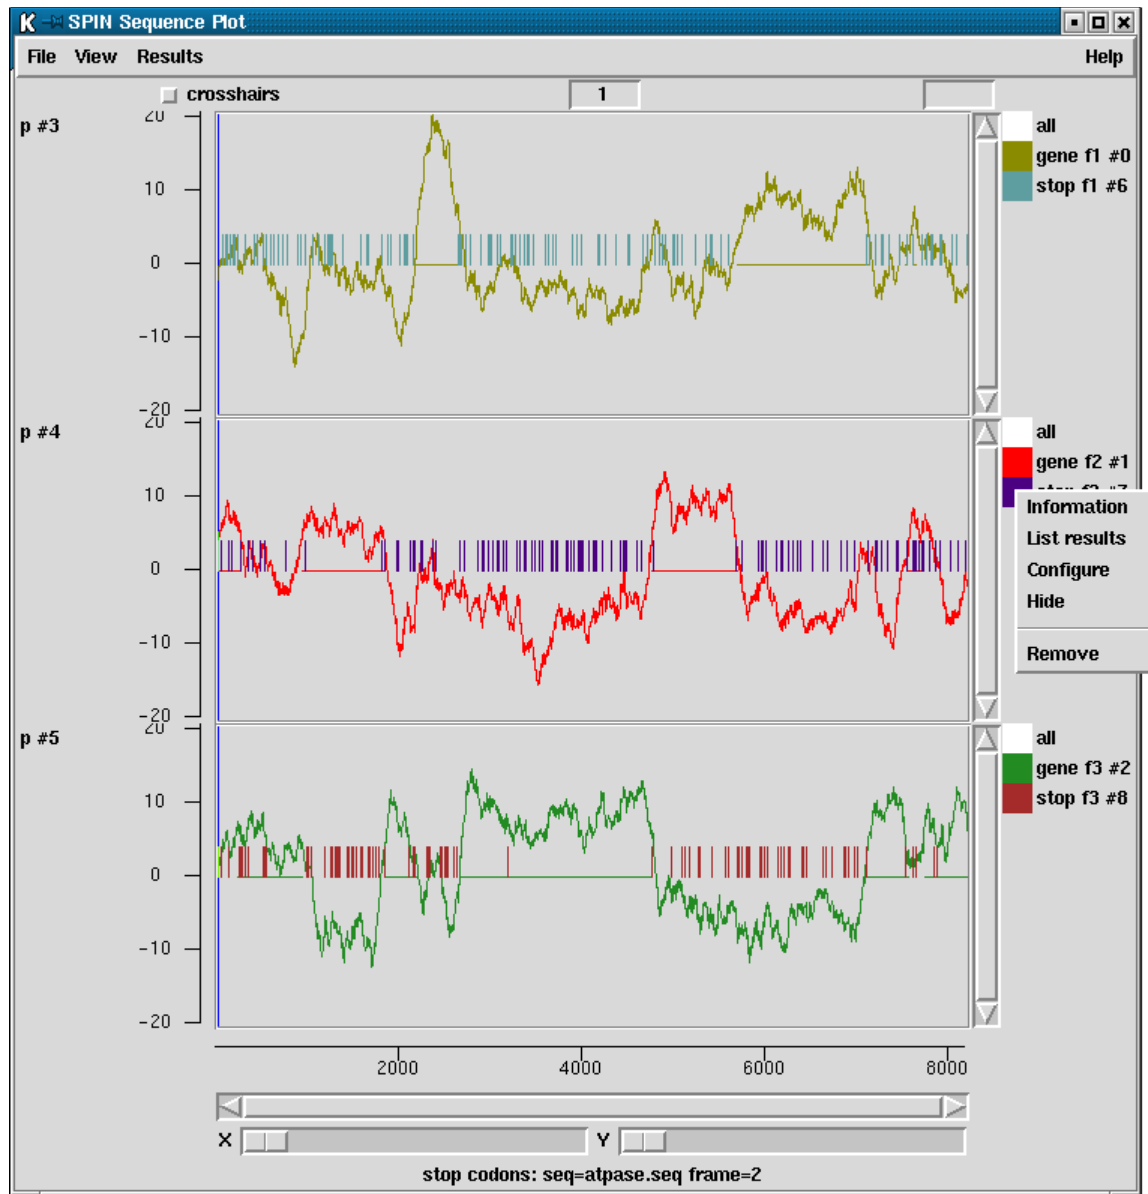 SPIN Sequence Plot
File View Results Help
crosshairs 1
p #3
20
10
0
-10
-20
all
gene f1 #0
stop f1 #6
p #4
20
10
0
-10
-20
all
gene f2 #1
stop f2 #7
Information
List results
Configure
Hide
Remove
p #5
20
10
0
-10
-20
all
gene f3 #2
stop f3 #8
2000 4000 6000 8000
X Y
stop codons: seq=atpase.seq frame=2